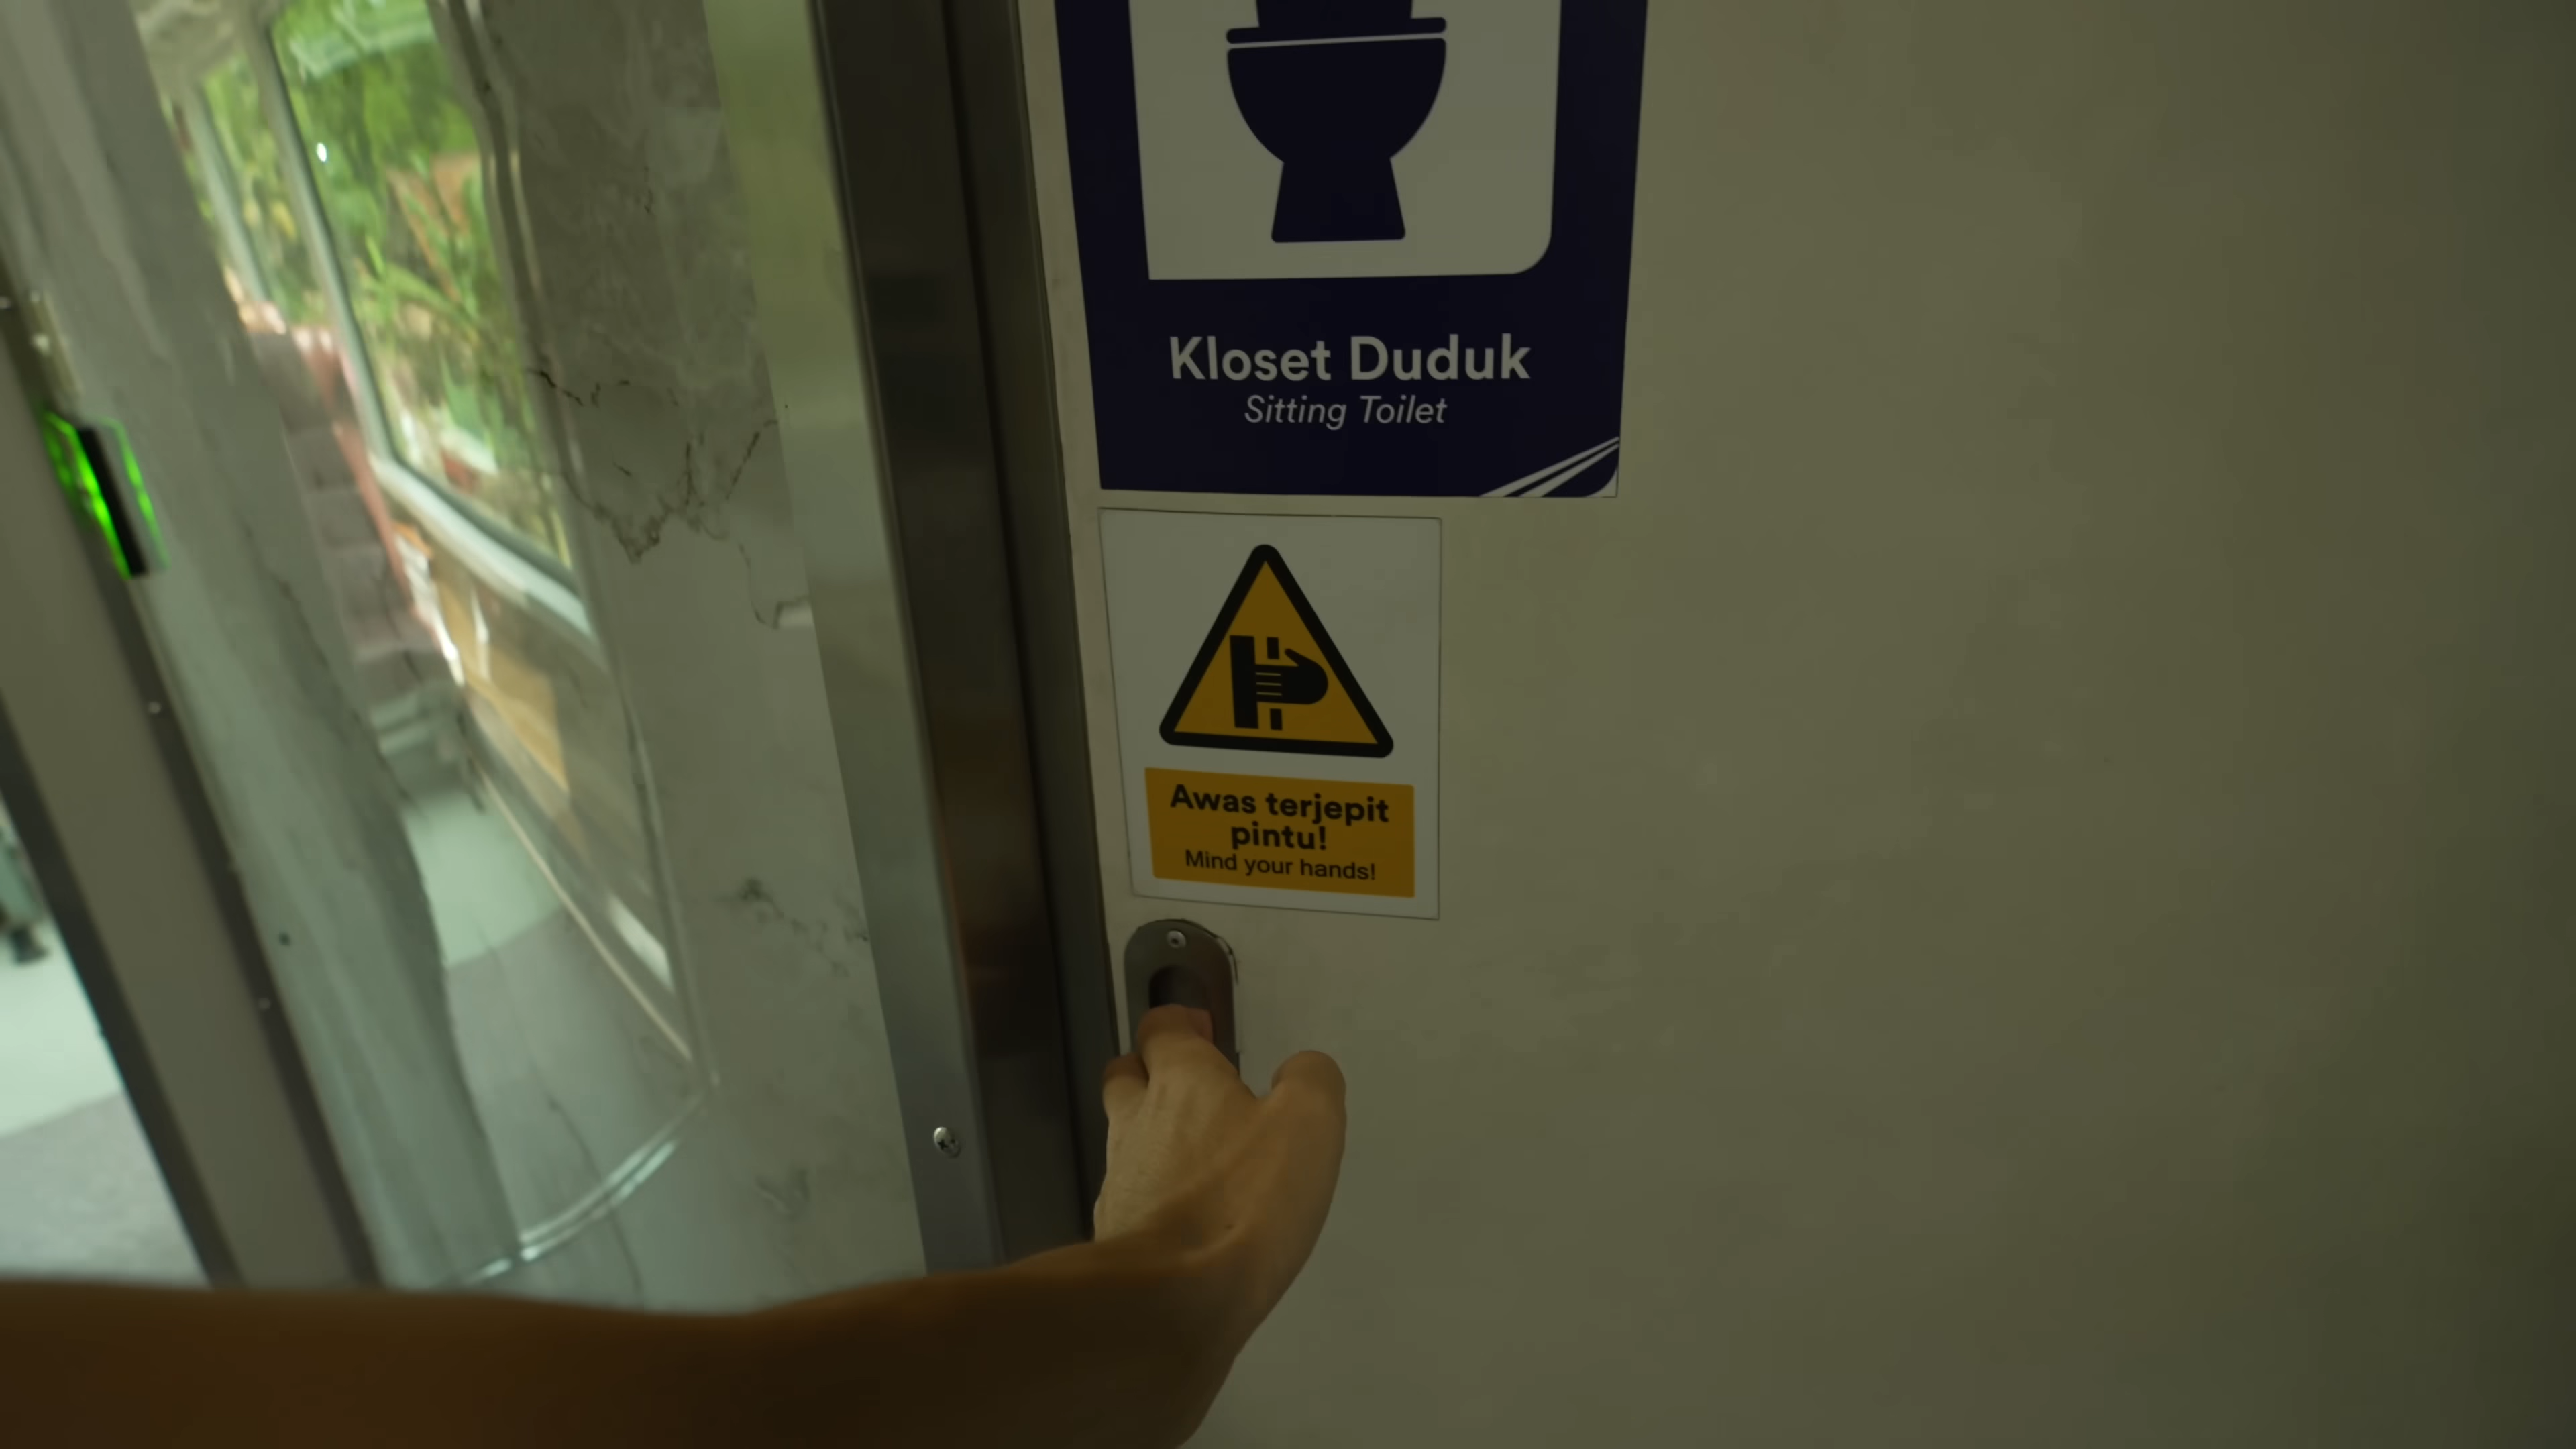 Kloset Duduk
Sitting Toilet
Awas terjepit
pintu!
Mind your hands!